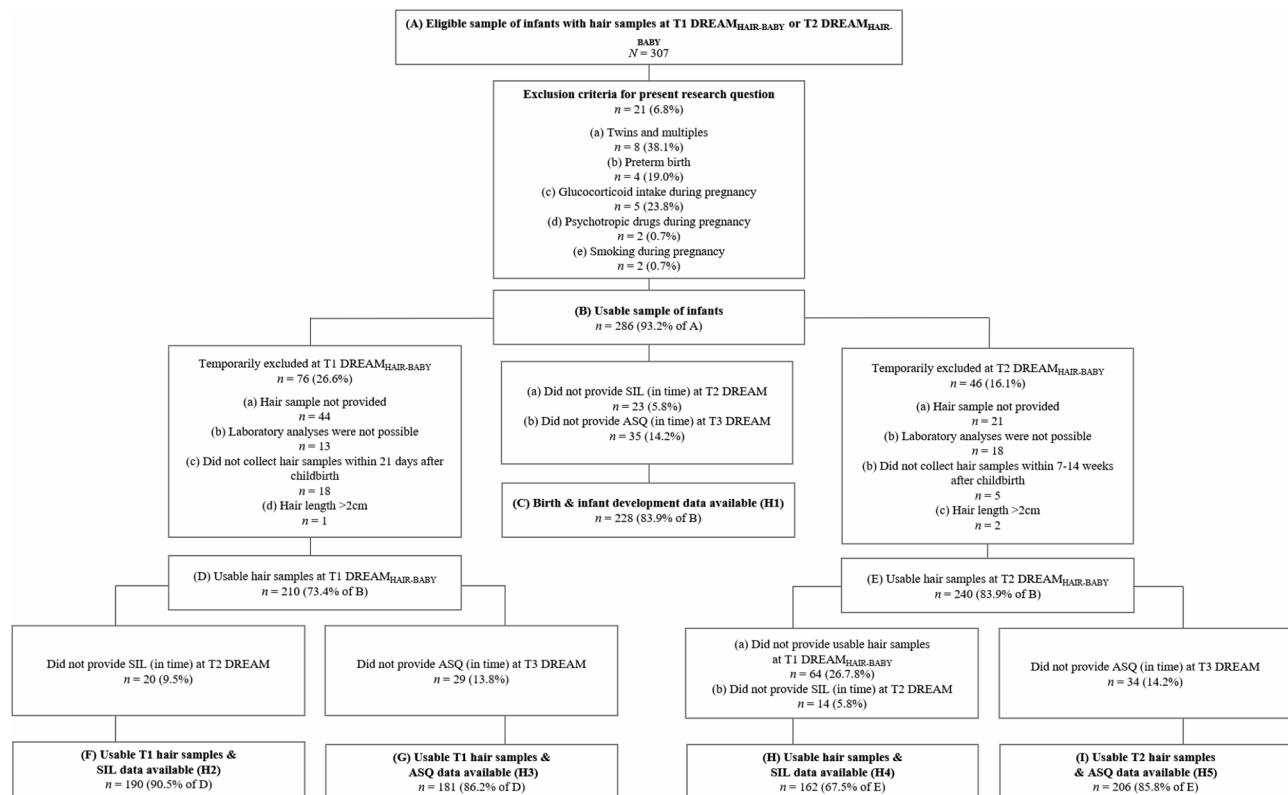 (A) Eligible sample of infants with hair samples at T1 DREAMHAIR-BABY or T2 DREAMHAIR-
BABY
N = 307
Exclusion criteria for present research question
n = 21 (6.8%)
(a) Twins and multiples
n = 8 (38.1%)
(b) Preterm birth
n = 4 (19.0%)
(c) Glucocorticoid intake during pregnancy
n = 5 (23.8%)
(d) Psychotropic drugs during pregnancy
n = 2 (0.7%)
(e) Smoking during pregnancy
n = 2 (0.7%)
(B) Usable sample of infants
n = 286 (93.2% of A)
Temporarily excluded at T1 DREAMHAIR-BABY
n = 76 (26.6%)
(a) Hair sample not provided
n = 44
(b) Laboratory analyses were not possible
n = 13
(c) Did not collect hair samples within 21 days after
childbirth
n = 18
(d) Hair length >2cm
n = 1
(a) Did not provide SIL (in time) at T2 DREAM
n = 23 (5.8%)
(b) Did not provide ASQ (in time) at T3 DREAM
n = 35 (14.2%)
(C) Birth & infant development data available (H1)
n = 228 (83.9% of B)
Temporarily excluded at T2 DREAMHAIR-BABY
n = 46 (16.1%)
(a) Hair sample not provided
n = 21
(b) Laboratory analyses were not possible
n = 18
(b) Did not collect hair samples within 7-14 weeks
after childbirth
n = 5
(c) Hair length >2cm
n = 2
(D) Usable hair samples at T1 DREAMHAIR-BABY
n = 210 (73.4% of B)
(E) Usable hair samples at T2 DREAMHAIR-BABY
n = 240 (83.9% of B)
Did not provide SIL (in time) at T2 DREAM
n = 20 (9.5%)
Did not provide ASQ (in time) at T3 DREAM
n = 29 (13.8%)
(a) Did not provide usable hair samples
at T1 DREAMHAIR-BABY
n = 64 (26.7.8%)
(b) Did not provide SIL (in time) at T2 DREAM
n = 14 (5.8%)
Did not provide ASQ (in time) at T3 DREAM
n = 34 (14.2%)
(F) Usable T1 hair samples &
SIL data available (H2)
n = 190 (90.5% of D)
(G) Usable T1 hair samples &
ASQ data available (H3)
n = 181 (86.2% of D)
(H) Usable hair samples &
SIL data available (H4)
n = 162 (67.5% of E)
(I) Usable T2 hair samples
& ASQ data available (H5)
n = 206 (85.8% of E)